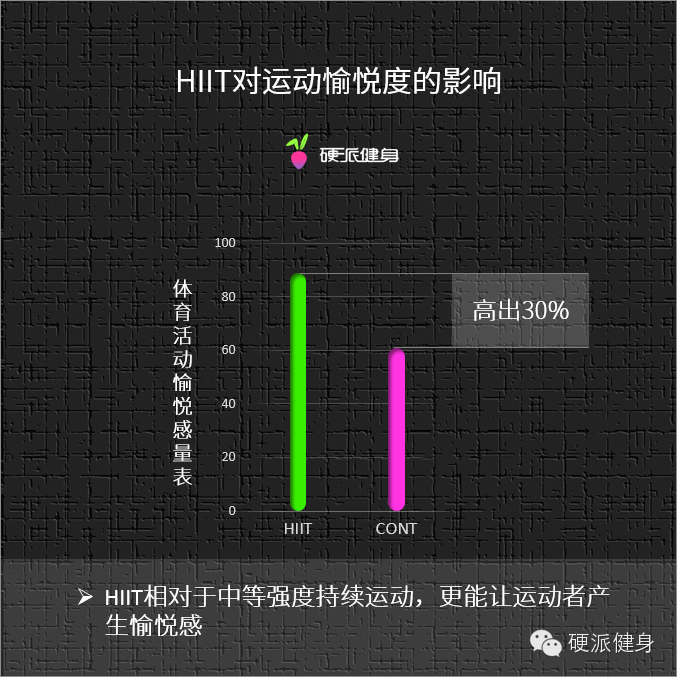 HIIT对运动愉悦度的影响
硬派健身
体育活动愉悦感量表
100
80
60
40
20
0
高出30%
HIIT
CONT
➢ HIIT相对于中等强度持续运动，更能让运动者产
生愉悦感
硬派健身